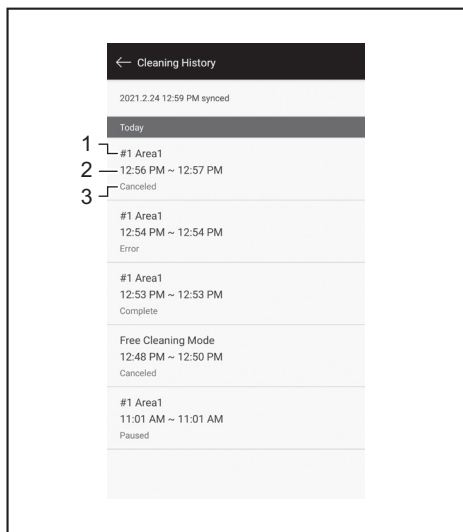 Cleaning History
2021.2.24 12:59 PM synced
Today
1
#1 Area1
2
12:56 PM ~ 12:57 PM
3
Canceled
#1 Area1
12:54 PM ~ 12:54 PM
Error
#1 Area1
12:53 PM ~ 12:53 PM
Complete
Free Cleaning Mode
12:48 PM ~ 12:50 PM
Canceled
#1 Area1
11:01 AM ~ 11:01 AM
Paused